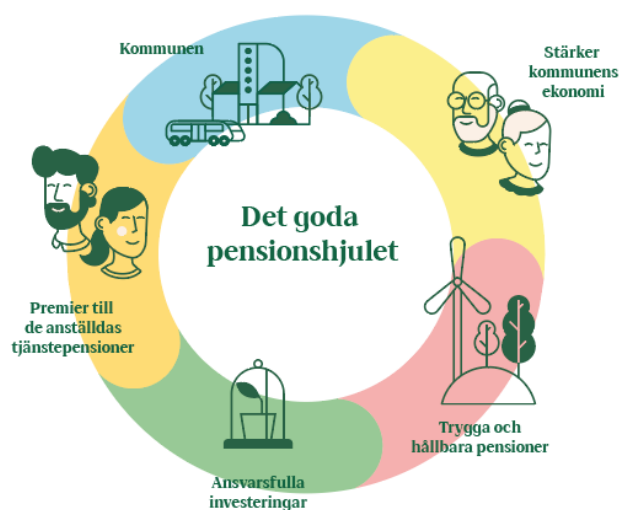 Kommunen
Stärker
kommunens
ekonomi
Det goda
pensionshjulet
Premier till
de anställdas
tjänstepensioner
Trygga och
hållbara pensioner
Ansvarsfulla
investeringar